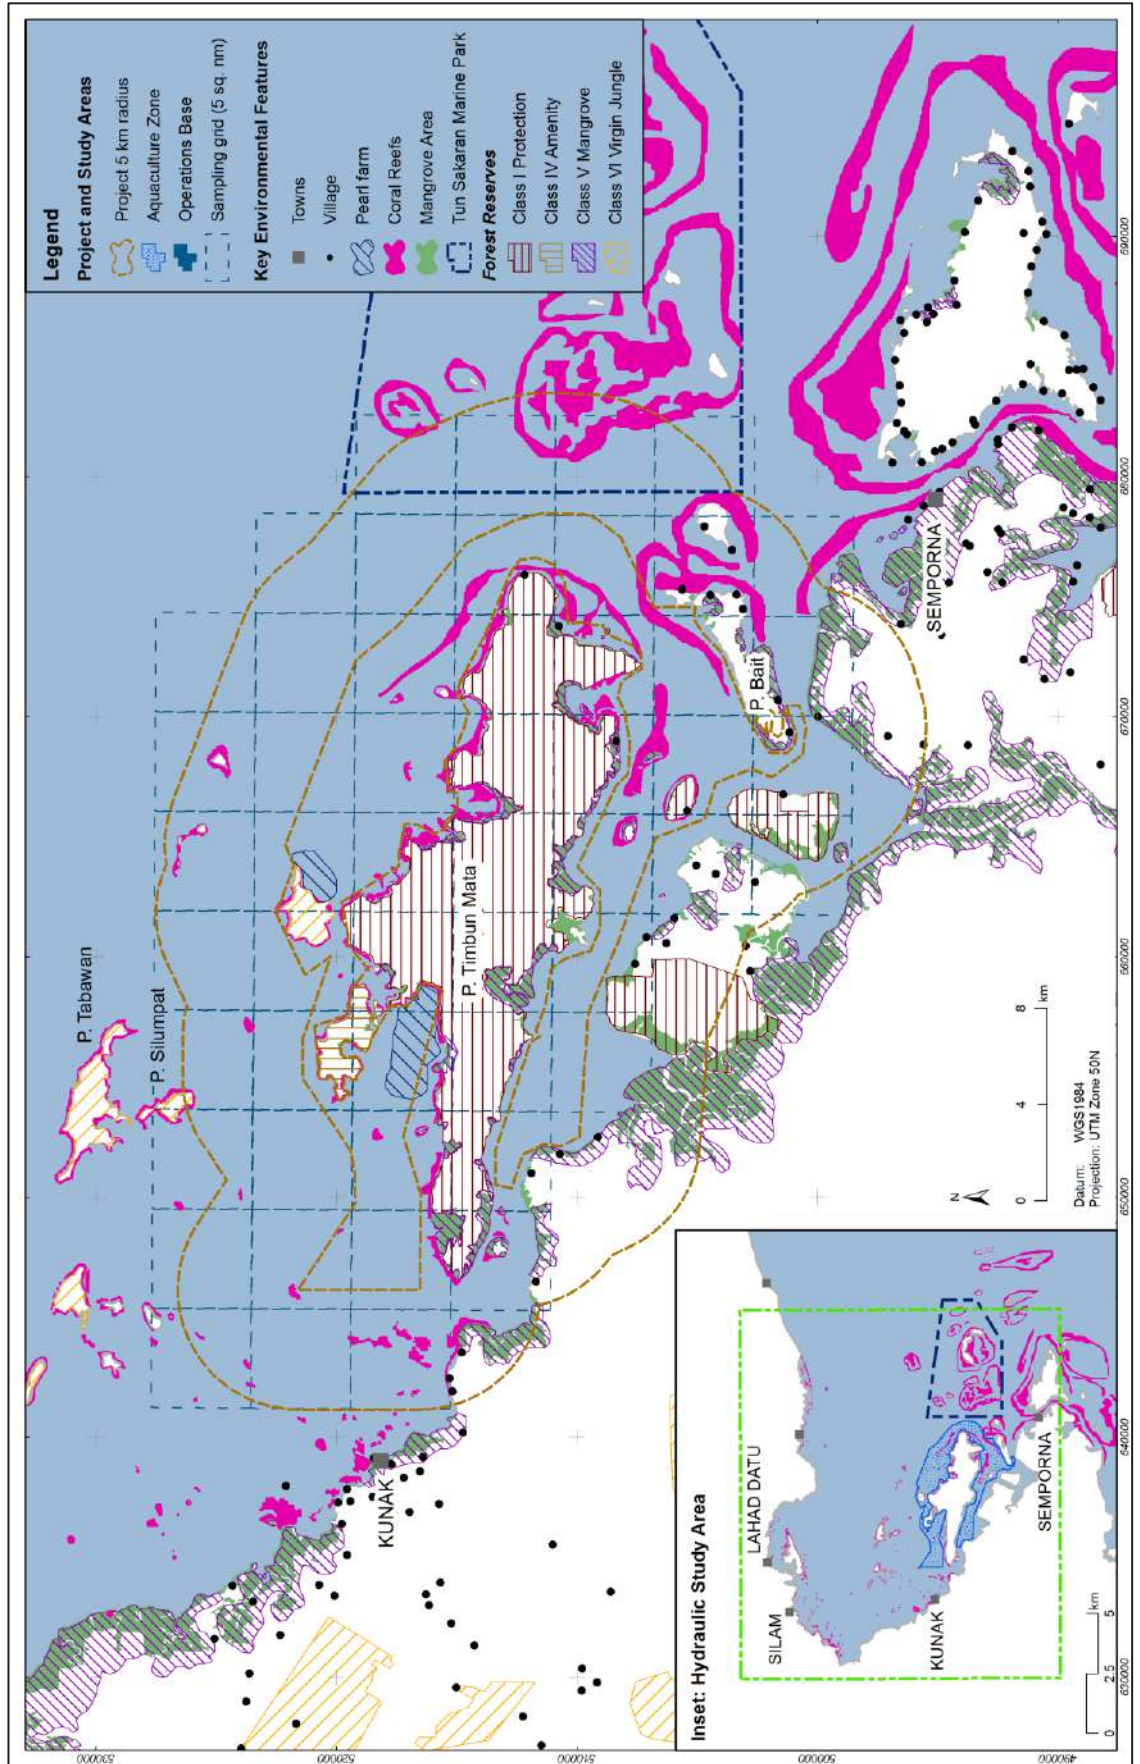 Legend
Project and Study Areas
Project 5 km radius
Aquaculture Zone
Operations Base
Sampling grid (5 sq. nm)
Key Environmental Features
Towns
Village
Pearl farm
Coral Reefs
Mangrove Area
Tun Sakaran Marine Park
Forest Reserves
Class I Protection
Class IV Amenity
Class V Mangrove
Class VI Virgin Jungle
P. Tabawan
P. Silumpat
P. Timbun Mata
P. Bait
KUNAK
SEMPORNA
N
0 4 8
km
Datum: WGS1984
Projection: UTM Zone 50N
Inset: Hydraulic Study Area
SILAM
LAHAD DATU
KUNAK
SEMPORNA
0 2.5 5
km
630000 640000 650000 660000 670000 680000 690000
530000
520000
510000
500000
490000